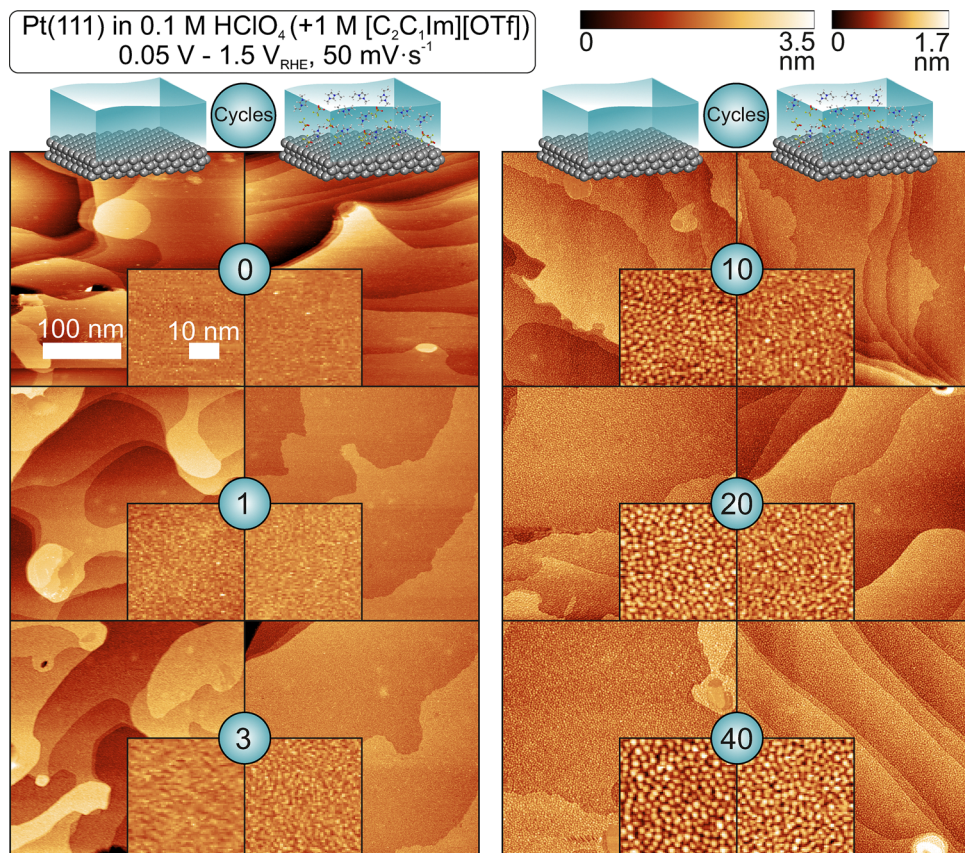 Pt(111) in 0.1 M HClO₄ (+1 M [C₂C₁Im][OTf])
0.05 V - 1.5 V_RHE, 50 mV·s⁻¹
0 3.5 nm
0 1.7 nm
Cycles
Cycles
0
100 nm
10 nm
10
1
20
3
40